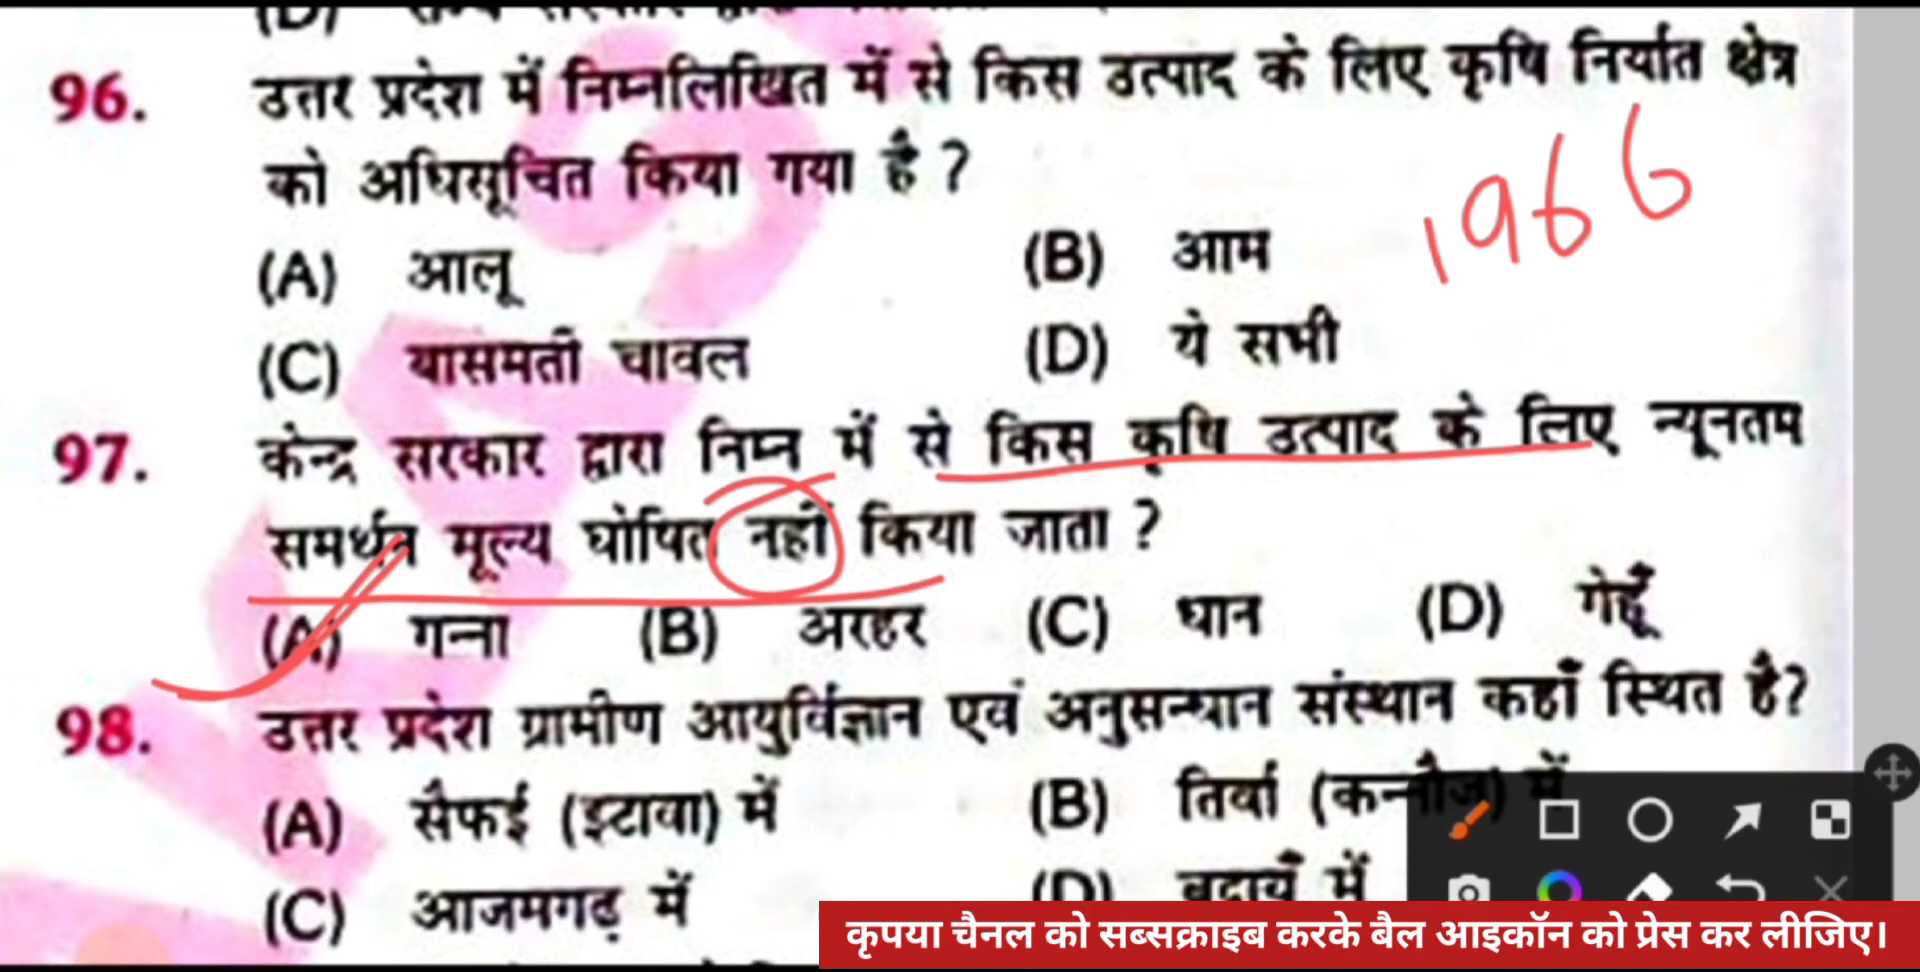 96. उत्तर प्रदेश में निम्नलिखित में से किस उत्पाद के लिए कृषि निर्यात क्षेत्र
को अधिसूचित किया गया है ?
1966
(A) आलू (B) आम
(C) बासमती चावल (D) ये सभी
97. केन्द्र सरकार द्वारा निम्न में से किस कृषि उत्पाद के लिए न्यूनतम
समर्थन मूल्य घोषित नहीं किया जाता ?
(A) गन्ना (B) अरहर (C) धान (D) गेहूँ
98. उत्तर प्रदेश ग्रामीण आयुर्विज्ञान एवं अनुसन्धान संस्थान कहाँ स्थित है?
(A) सैफई (इटावा) में (B) तिर्वा (कन्नौज) में
(C) आजमगढ़ में (D) बदायूँ में
कृपया चैनल को सब्सक्राइब करके बैल आइकॉन को प्रेस कर लीजिए।